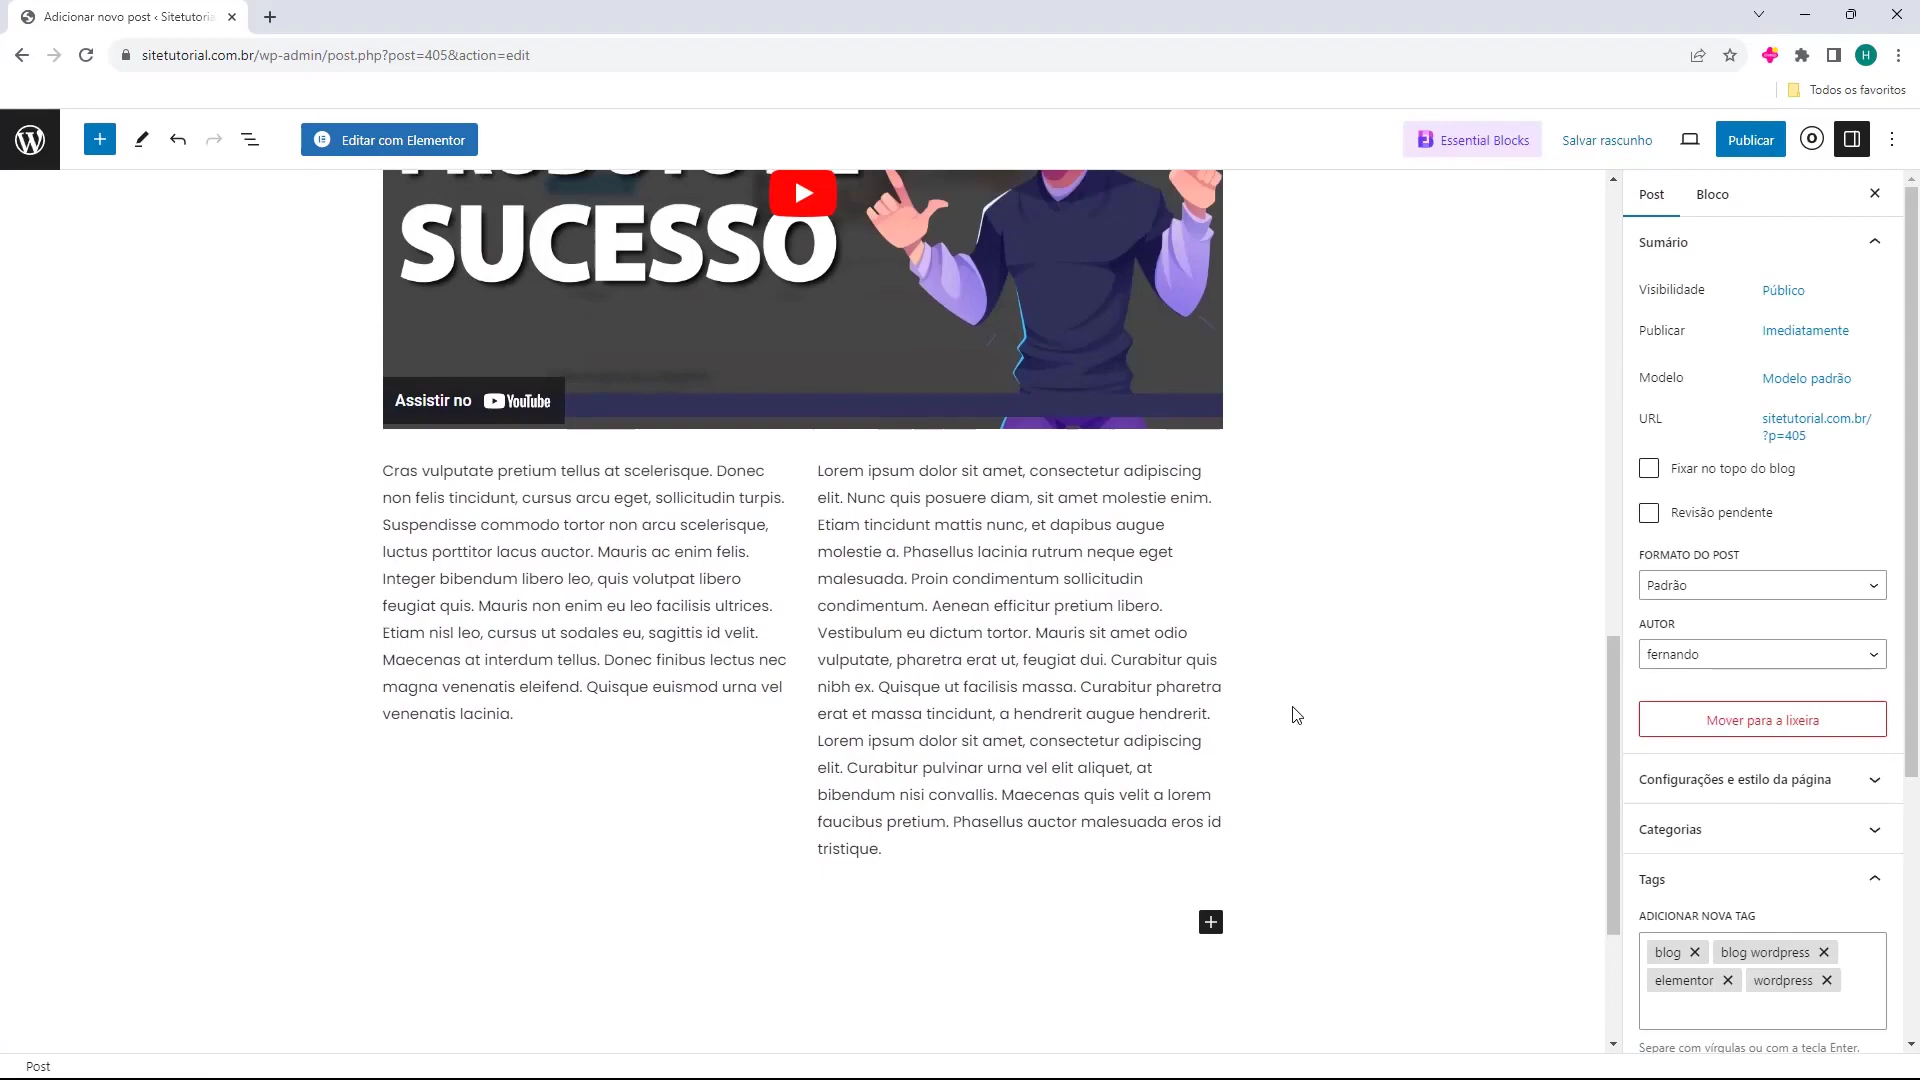 Adicionar novo post ‹ Sitetutoria
sitetutorial.com.br/wp-admin/post.php?post=405&action=edit
H
Todos os favoritos
Editar com Elementor
Essential Blocks
Salvar rascunho
Publicar
SUCESSO
Assistir no YouTube
Cras vulputate pretium tellus at scelerisque. Donec
non felis tincidunt, cursus arcu eget, sollicitudin turpis.
Suspendisse commodo tortor non arcu scelerisque,
luctus porttitor lacus auctor. Mauris ac enim felis.
Integer bibendum libero leo, quis volutpat libero
feugiat quis. Mauris non enim eu leo facilisis ultrices.
Etiam nisl leo, cursus ut sodales eu, sagittis id velit.
Maecenas at interdum tellus. Donec finibus lectus nec
magna venenatis eleifend. Quisque euismod urna vel
venenatis lacinia.
Lorem ipsum dolor sit amet, consectetur adipiscing
elit. Nunc quis posuere diam, sit amet molestie enim.
Etiam tincidunt mattis nunc, et dapibus augue
molestie a. Phasellus lacinia rutrum neque eget
malesuada. Proin condimentum sollicitudin
condimentum. Aenean efficitur pretium libero.
Vestibulum eu dictum tortor. Mauris sit amet odio
vulputate, pharetra erat ut, feugiat dui. Curabitur quis
nibh ex. Quisque ut facilisis massa. Curabitur pharetra
erat et massa tincidunt, a hendrerit augue hendrerit.
Lorem ipsum dolor sit amet, consectetur adipiscing
elit. Curabitur pulvinar urna vel elit aliquet, at
bibendum nisi convallis. Maecenas quis velit a lorem
faucibus pretium. Phasellus auctor malesuada eros id
tristique.
Post Bloco
Sumário
Visibilidade Público
Publicar Imediatamente
Modelo Modelo padrão
URL sitetutorial.com.br/
?p=405
Fixar no topo do blog
Revisão pendente
FORMATO DO POST
Padrão
AUTOR
fernando
Mover para a lixeira
Configurações e estilo da página
Categorias
Tags
ADICIONAR NOVA TAG
blog blog wordpress
elementor wordpress
Separe com vírgulas ou com a tecla Enter.
Post